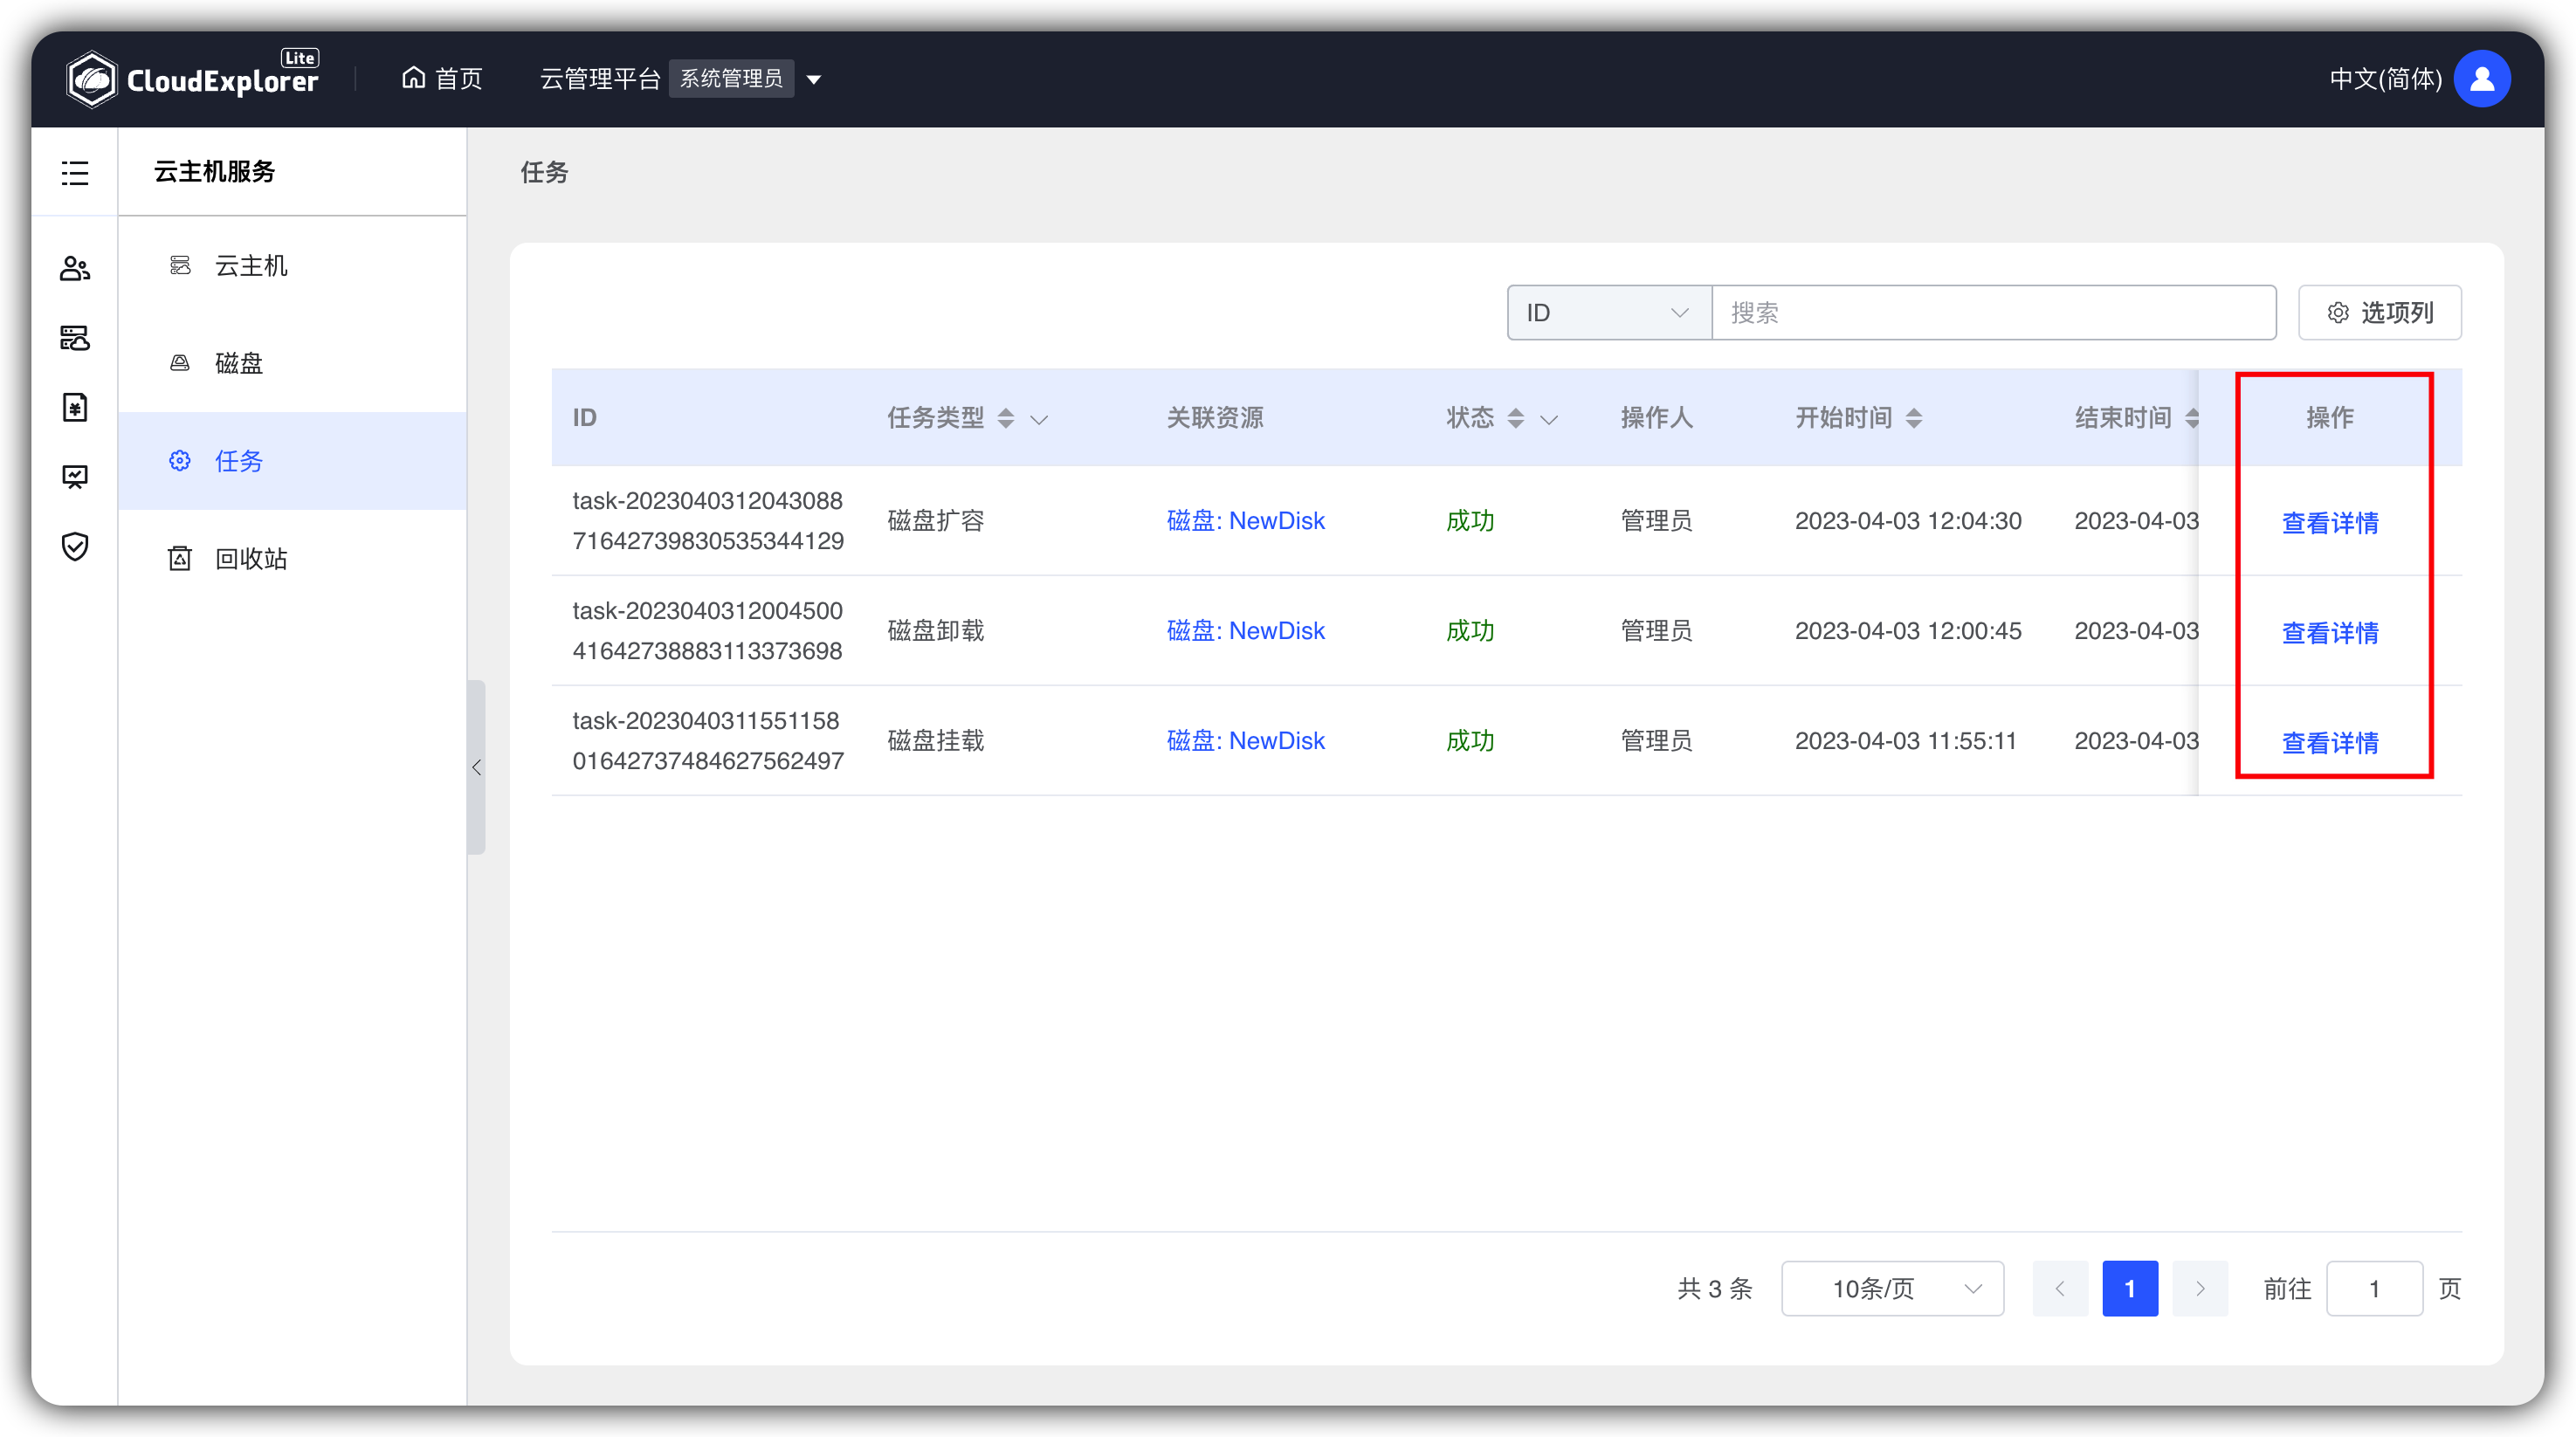 CloudExplorer Lite
首页
云管理平台 系统管理员
中文(简体)
云主机服务
云主机
磁盘
任务
回收站
任务
ID 搜索 选项列
ID 任务类型 关联资源 状态 操作人 开始时间 结束时间 操作
task-2023040312043088
71642739830535344129
磁盘扩容 磁盘: NewDisk 成功 管理员 2023-04-03 12:04:30 2023-04-03 查看详情
task-2023040312004500
41642738883113373698
磁盘卸载 磁盘: NewDisk 成功 管理员 2023-04-03 12:00:45 2023-04-03 查看详情
task-2023040311551158
01642737484627562497
磁盘挂载 磁盘: NewDisk 成功 管理员 2023-04-03 11:55:11 2023-04-03 查看详情
共 3 条 10条/页 1 前往 1 页